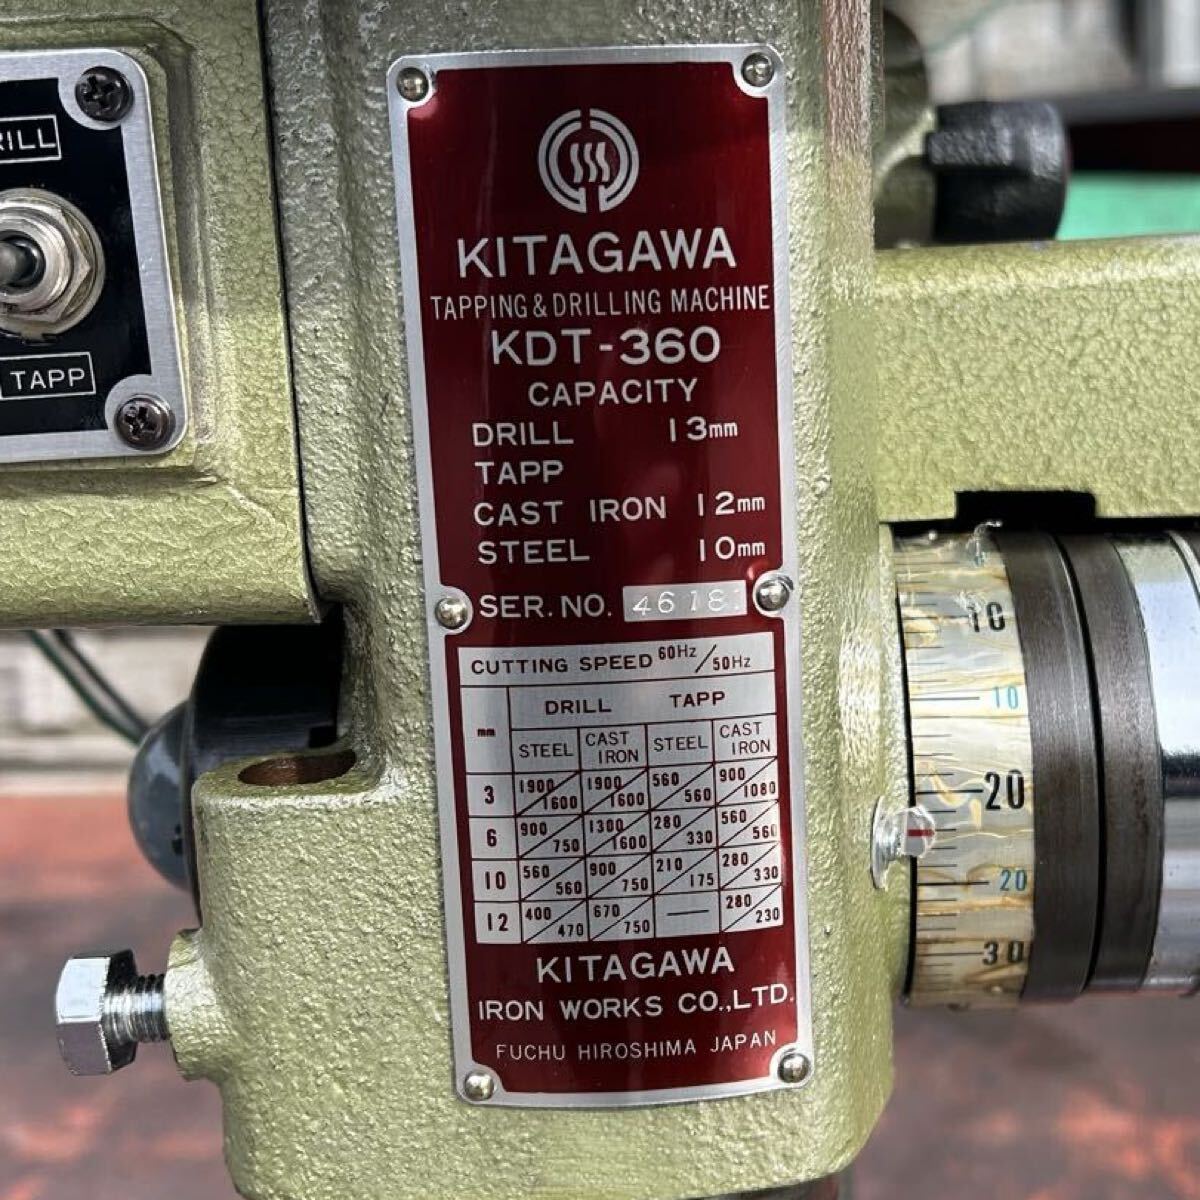 RILL
TAPP
KITAGAWA
TAPPING & DRILLING MACHINE
KDT-360
CAPACITY
DRILL 13mm
TAPP
CAST IRON 12mm
STEEL 10mm
SER. NO. 46181
CUTTING SPEED 60Hz/50Hz
mm DRILL TAPP
STEEL CAST IRON STEEL CAST IRON
3 1900/1600 1900/1600 560/560 900/1080
6 900/750 1300/1600 280/330 560/560
10 560/560 900/750 210/175 280/330
12 400/470 670/750 — 280/230
KITAGAWA
IRON WORKS CO.,LTD.
FUCHU HIROSHIMA JAPAN
10
10
20
20
30